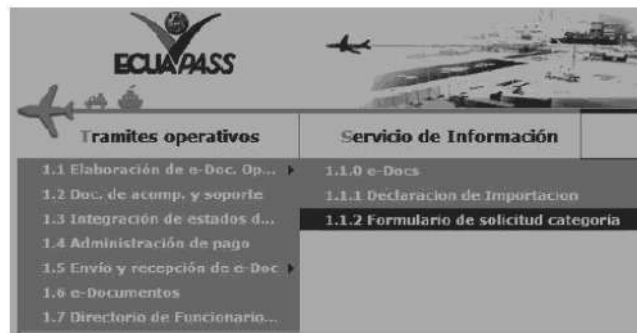 ECUAPASS
Tramites operativos
Servicio de Información
1.1 Elaboración de e-Doc. Op...
1.2 Doc. de acomp. y soporte
1.3 Integración de estados d...
1.4 Administración de pago
1.5 Envío y recepción de e-Doc
1.6 e-Documentos
1.7 Directorio de Funcionario...
1.1.0 e-Docs
1.1.1 Declaracion de Importacion
1.1.2 Formulario de solicitud categoria